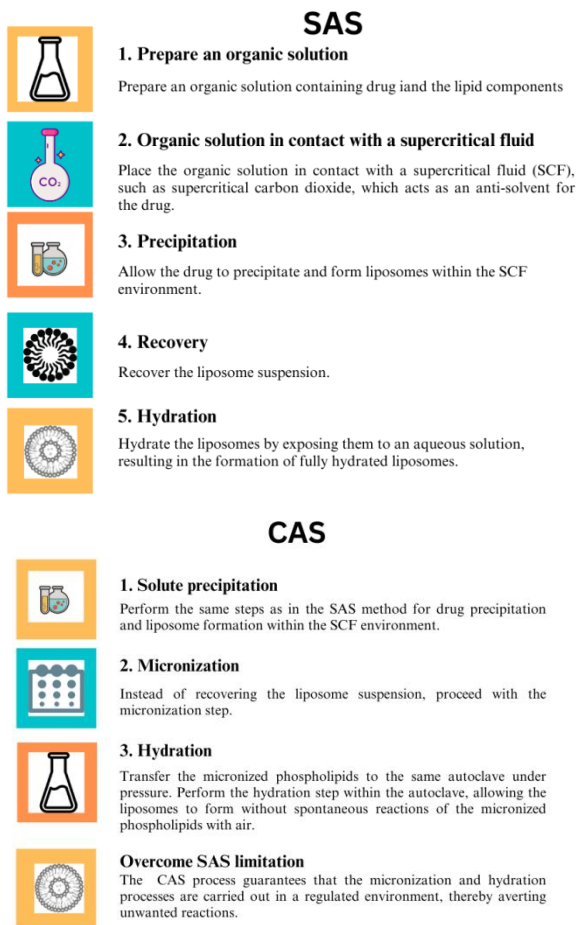 SAS
1. Prepare an organic solution
Prepare an organic solution containing drug iand the lipid components
2. Organic solution in contact with a supercritical fluid
Place the organic solution in contact with a supercritical fluid (SCF),
such as supercritical carbon dioxide, which acts as an anti-solvent for
the drug.
CO₂
3. Precipitation
Allow the drug to precipitate and form liposomes within the SCF
environment.
4. Recovery
Recover the liposome suspension.
5. Hydration
Hydrate the liposomes by exposing them to an aqueous solution,
resulting in the formation of fully hydrated liposomes.
CAS
1. Solute precipitation
Perform the same steps as in the SAS method for drug precipitation
and liposome formation within the SCF environment.
2. Micronization
Instead of recovering the liposome suspension, proceed with the
micronization step.
3. Hydration
Transfer the micronized phospholipids to the same autoclave under
pressure. Perform the hydration step within the autoclave, allowing the
liposomes to form without spontaneous reactions of the micronized
phospholipids with air.
Overcome SAS limitation
The CAS process guarantees that the micronization and hydration
processes are carried out in a regulated environment, thereby averting
unwanted reactions.